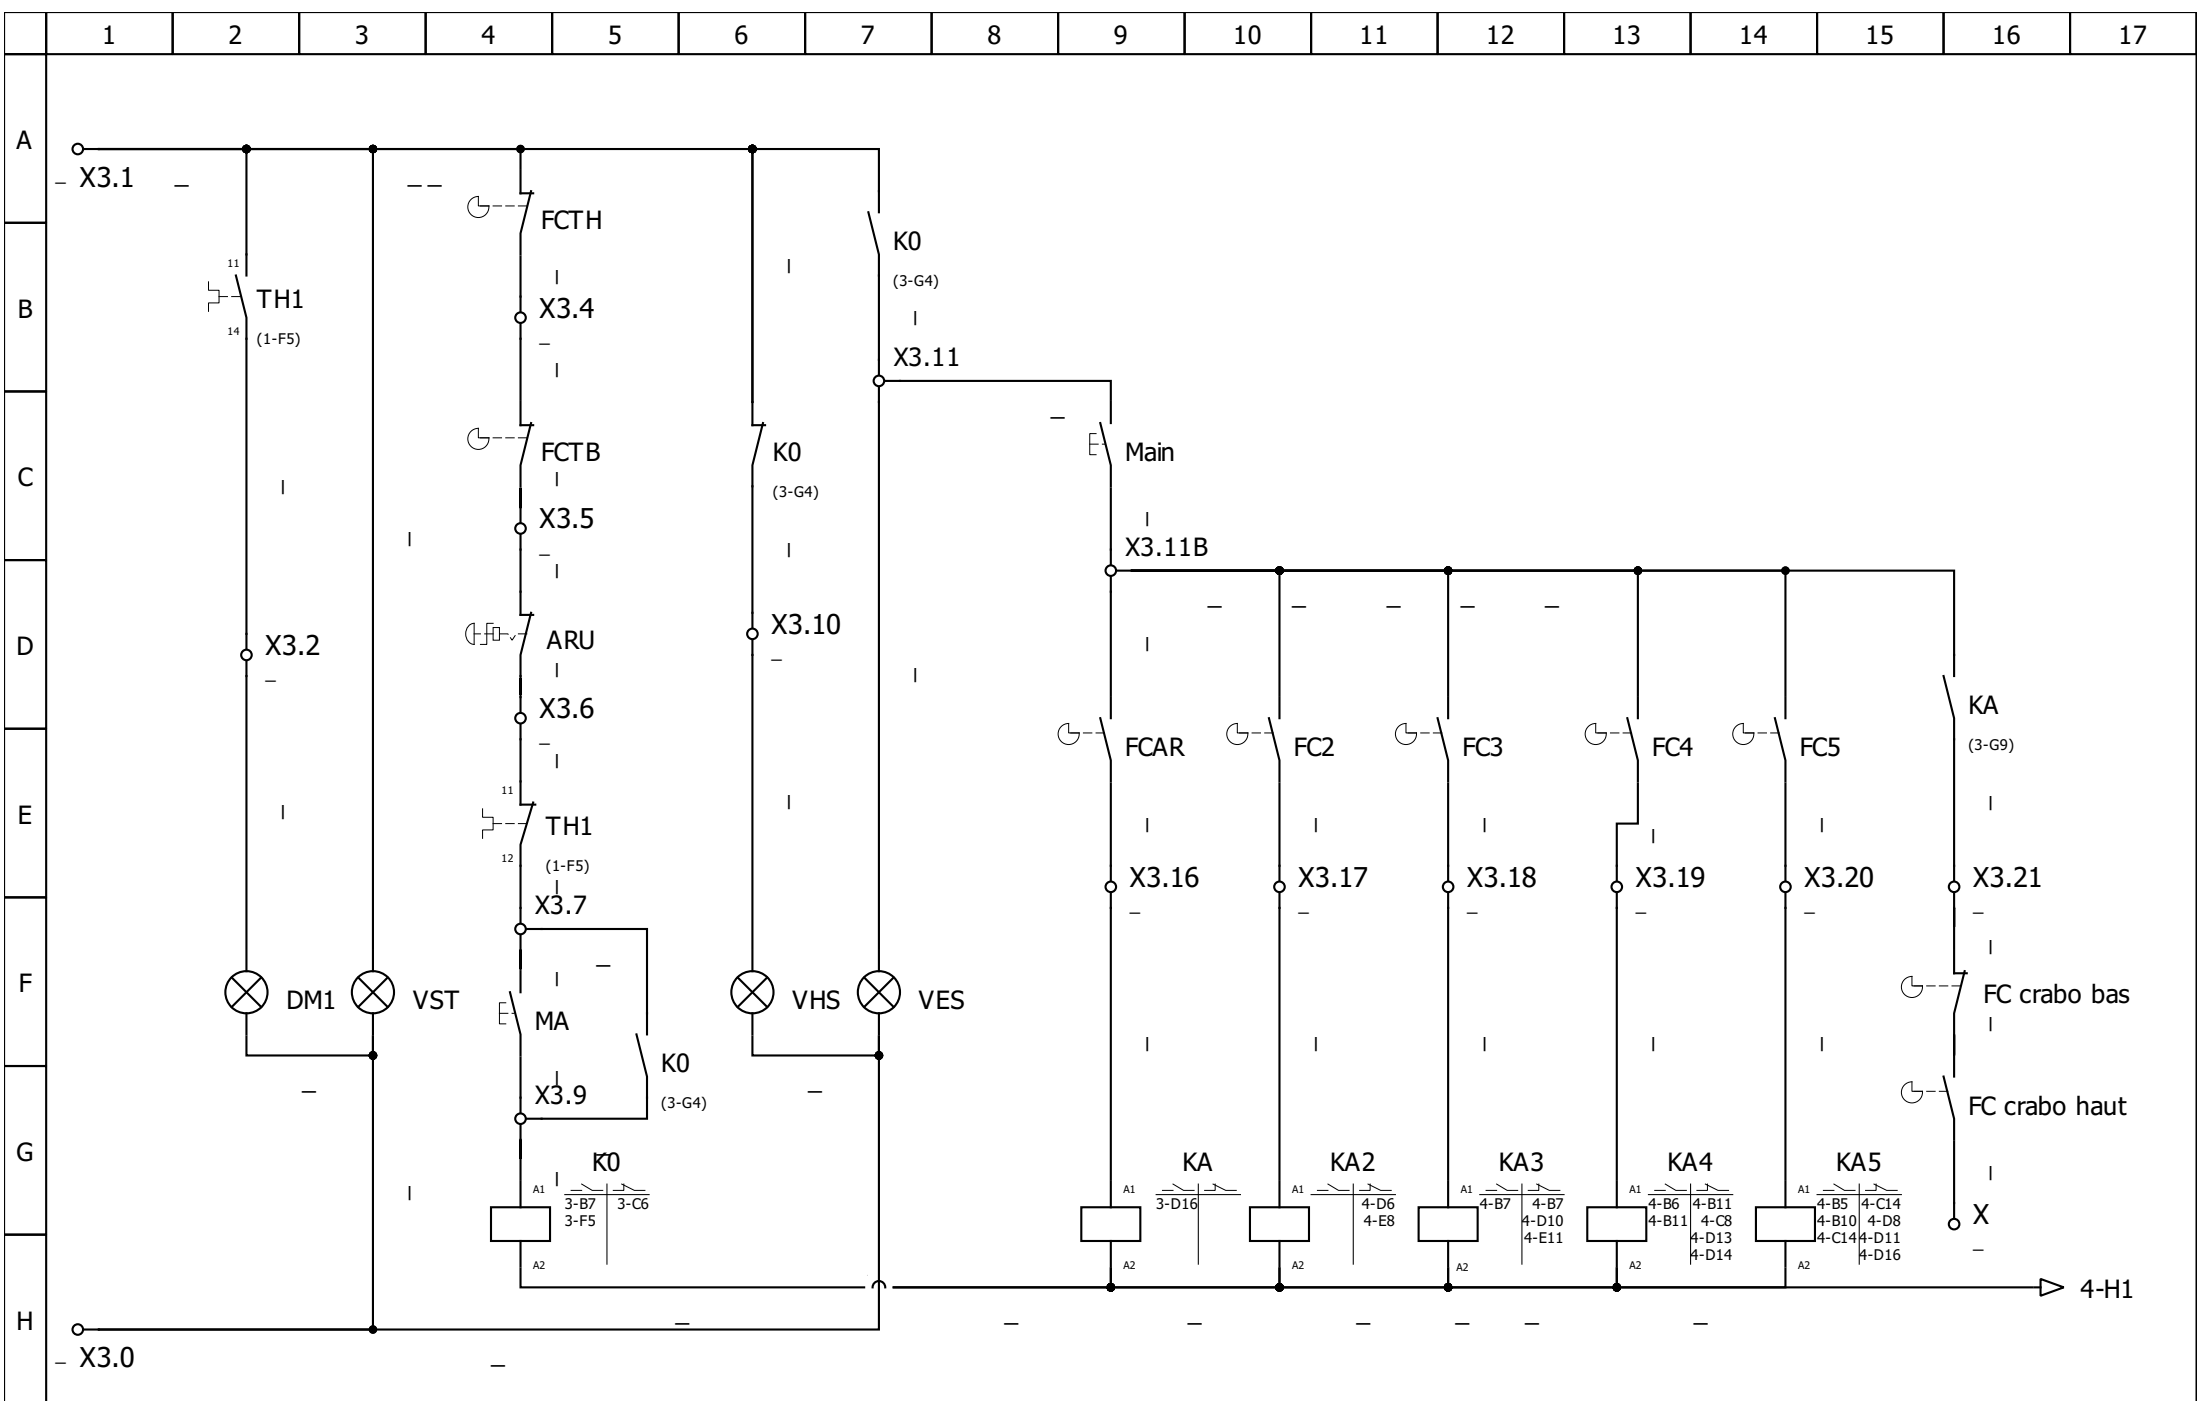 1 2 3 4 5 6 7 8 9 10 11 12 13 14 15 16 17
A
X3.1
FCTH
B
K0
(3-G4)
11
TH1
14
(1-F5)
X3.4
X3.11
C
FCTB
K0
(3-G4)
Main
X3.5
X3.11B
D
ARU
X3.10
X3.2
X3.6
KA
(3-G9)
FCAR
FC2
FC3
FC4
FC5
E
11
TH1
12
(1-F5)
X3.16
X3.17
X3.18
X3.19
X3.20
X3.21
X3.7
F
DM1
VST
MA
VHS
VES
FC crabo bas
K0
(3-G4)
X3.9
FC crabo haut
G
K0
A1
3-B7 3-C6
3-F5
A2
KA
A1
3-D16
A2
KA2
A1
4-D6
4-E8
A2
KA3
A1
4-B7 4-B7
4-D10
4-E11
A2
KA4
A1
4-B6 4-B11
4-B11 4-C8
4-D13
4-D14
A2
KA5
A1
4-B5 4-C14
4-B10 4-D8
4-C14 4-D11
4-D16
A2
X
4-H1
H
X3.0